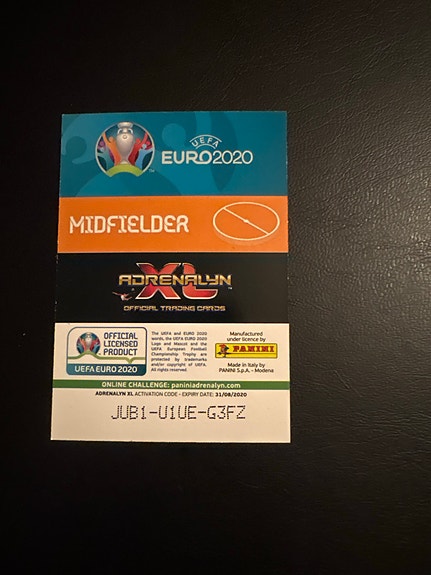 UEFA
EURO2020
TM
MIDFIELDER
ADRENALYN
XL
OFFICIAL TRADING CARDS
OFFICIAL
LICENSED
PRODUCT
UEFA EURO 2020
The UEFA and EURO 2020
words, the UEFA EURO 2020
Logo and Mascot and the
UEFA European Football
Championship Trophy are
protected by trademarks
and/or copyright of UEFA.
All rights reserved.
Manufactured
under licence by
PANINI
Made in Italy by
PANINI S.p.A. - Modena
ONLINE CHALLENGE: paniniadrenalyn.com
ADRENALYN XL ACTIVATION CODE - EXPIRY DATE: 31/08/2020
JUB1-U1UE-G3FZ